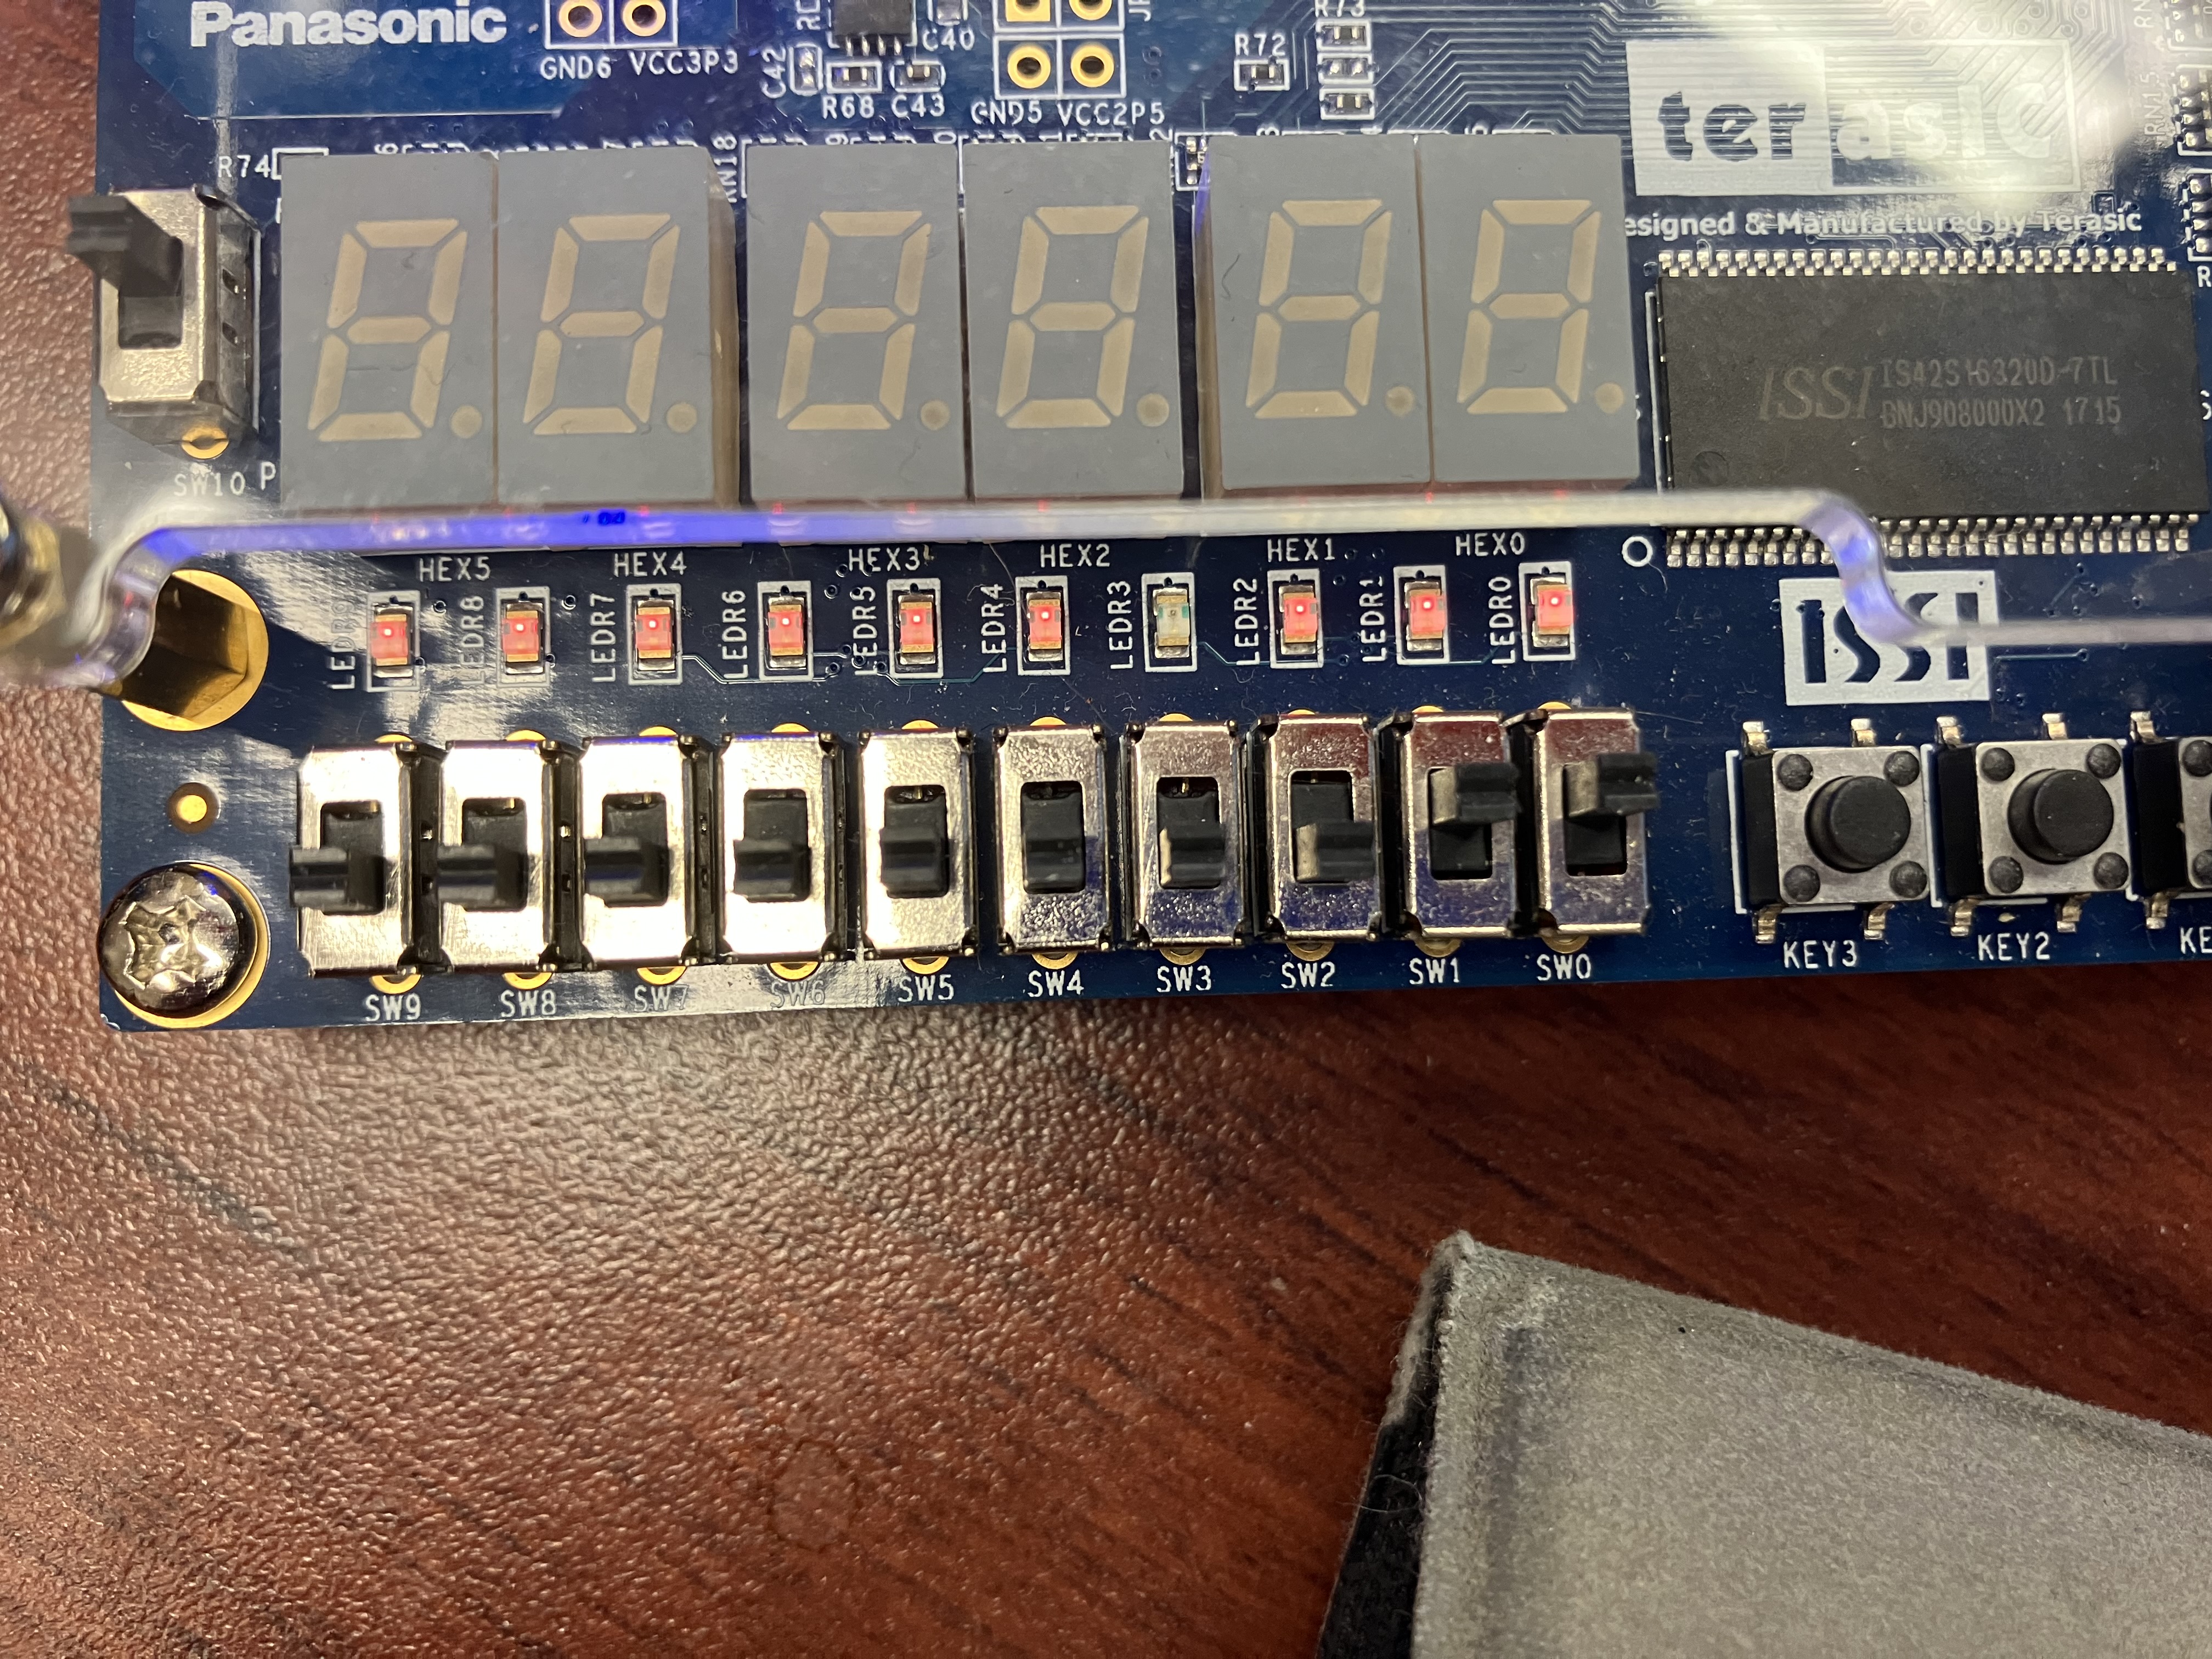 Panasonic
GND6 VCC3P3
C42
R68 C43
C40
GND5 VCC2P5
R72
R73
terasic
R74
RN18
esigned & Manufactured by Terasic
ISSI IS42S16320D-7TL
BNJ908000X2 1715
SW10
HEX5 HEX4 HEX3 HEX2 HEX1 HEX0
LEDR8 LEDR7 LEDR6 LEDR5 LEDR4 LEDR3 LEDR2 LEDR1 LEDR0
ISSI
SW9 SW8 SW7 SW6 SW5 SW4 SW3 SW2 SW1 SW0
KEY3 KEY2 KE